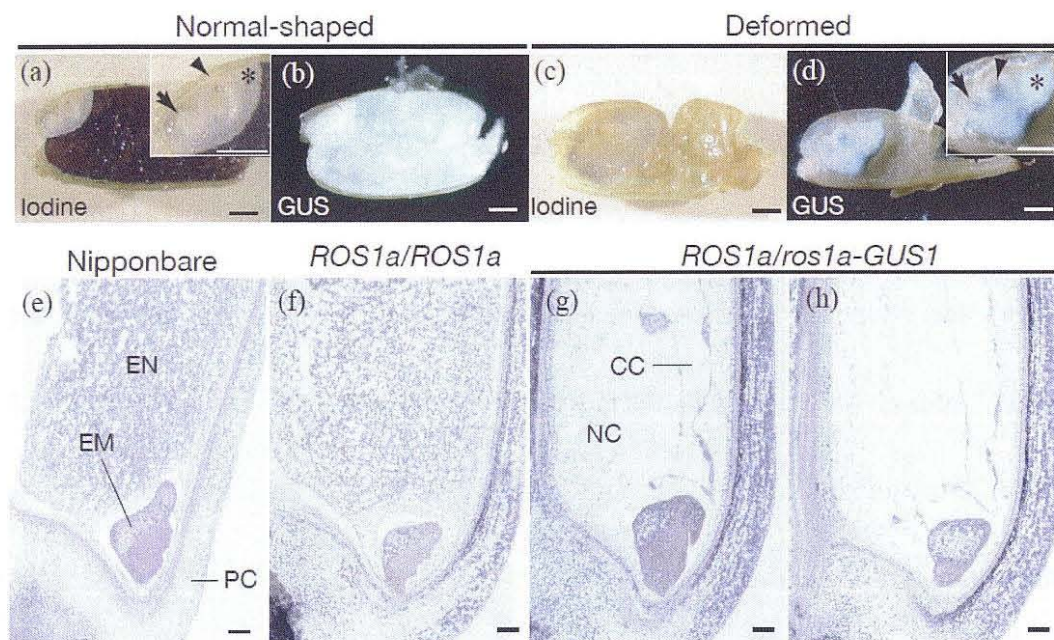 Normal-shaped Deformed
(a) (b) (c) (d)
* *
Iodine GUS Iodine GUS
Nipponbare ROS1a/ROS1a ROS1a/ros1a-GUS1
(e) (f) (g) (h)
EN CC
NC
EM
PC